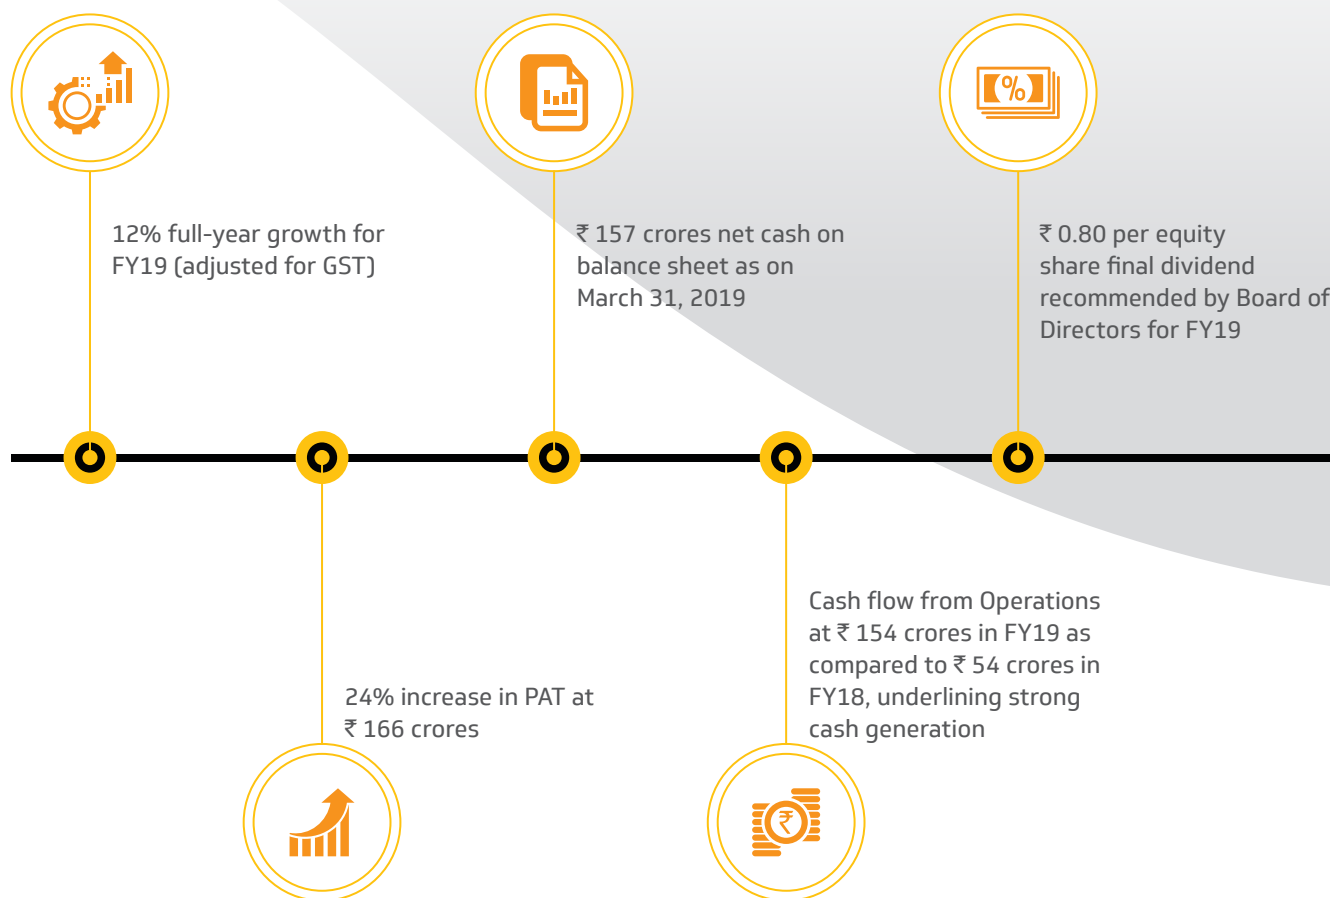 12% full-year growth for
FY19 (adjusted for GST)
₹ 157 crores net cash on
balance sheet as on
March 31, 2019
₹ 0.80 per equity
share final dividend
recommended by Board of
Directors for FY19
24% increase in PAT at
₹ 166 crores
Cash flow from Operations
at ₹ 154 crores in FY19 as
compared to ₹ 54 crores in
FY18, underlining strong
cash generation
%
₹